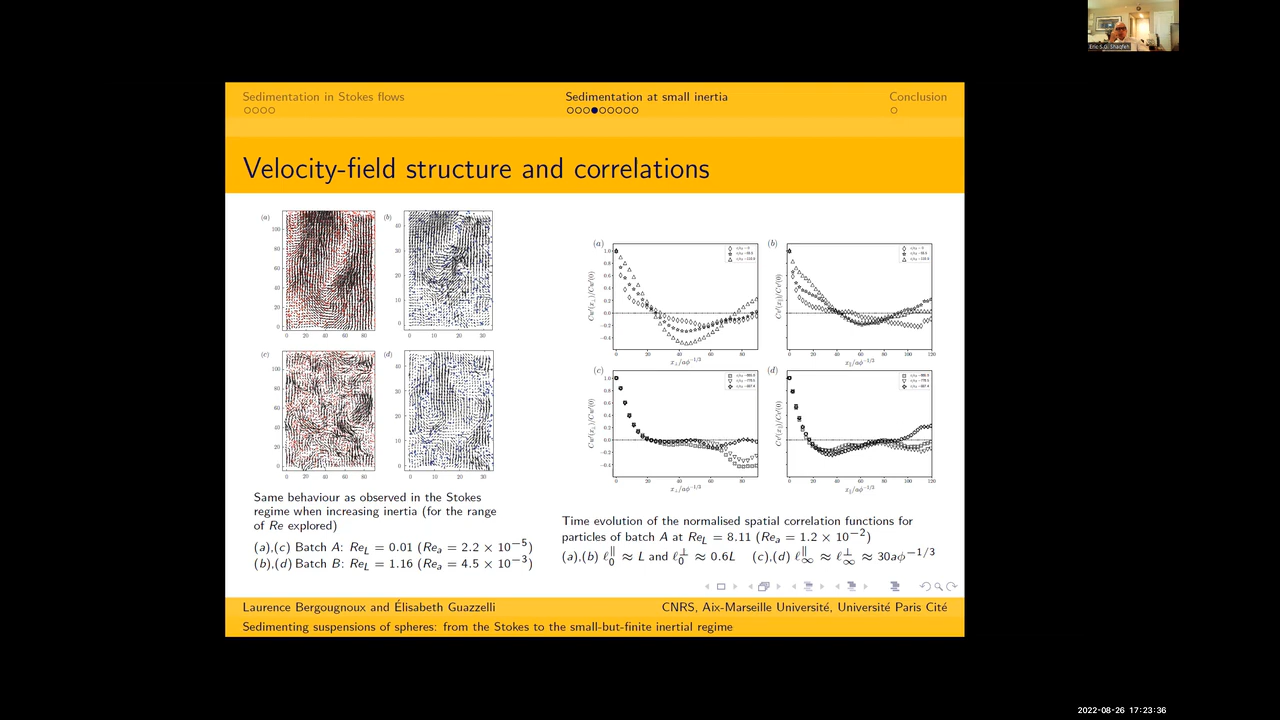 Eric S.G. Shaqfeh
Sedimentation in Stokes flows
Sedimentation at small inertia
Conclusion
Velocity-field structure and correlations
(a)
(b)
(c)
(d)
(a)
(b)
(c)
(d)
Same behaviour as observed in the Stokes
regime when increasing inertia (for the range
of Re explored)
(a),(c) Batch A: Re_L = 0.01 (Re_a = 2.2 × 10^−5)
(b),(d) Batch B: Re_L = 1.16 (Re_a = 4.5 × 10^−3)
Time evolution of the normalised spatial correlation functions for
particles of batch A at Re_L = 8.11 (Re_a = 1.2 × 10^−2)
(a),(b) ℓ_0^∥ ≈ L and ℓ_0^⊥ ≈ 0.6L (c),(d) ℓ_∞^∥ ≈ ℓ_∞^⊥ ≈ 30aϕ^−1/3
Laurence Bergougnoux and Élisabeth Guazzelli
CNRS, Aix-Marseille Université, Université Paris Cité
Sedimenting suspensions of spheres: from the Stokes to the small-but-finite inertial regime
2022-08-26 17:23:36